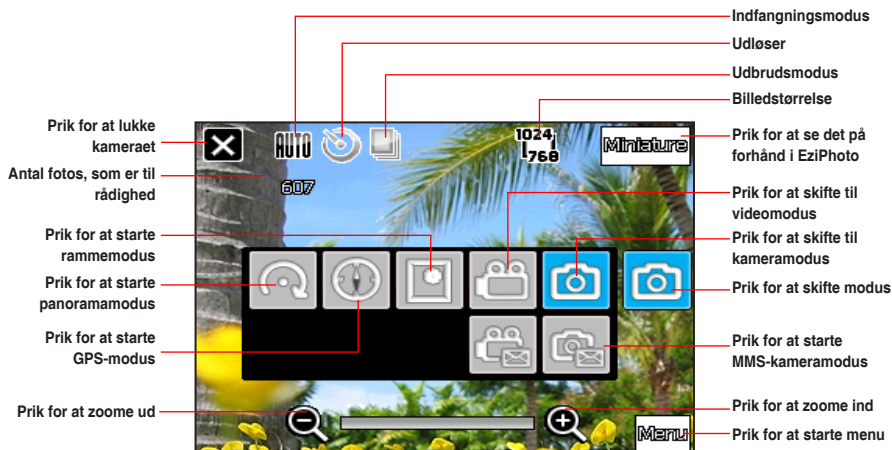 Indfangningsmodus
Udløser
Udbrudsmodus
Billedstørrelse
Prik for at lukke
kameraet
AUTO
1024
768
Miniature
Prik for at se det på
forhånd i EziPhoto
Antal fotos, som er til
rådighed
607
Prik for at skifte til
videomodus
Prik for at starte
rammemodus
Prik for at skifte til
kameramodus
Prik for at starte
panoramamodus
Prik for at skifte modus
Prik for at starte
GPS-modus
Prik for at starte
MMS-kameramodus
Prik for at zoome ud
Prik for at zoome ind
Menu
Prik for at starte menu